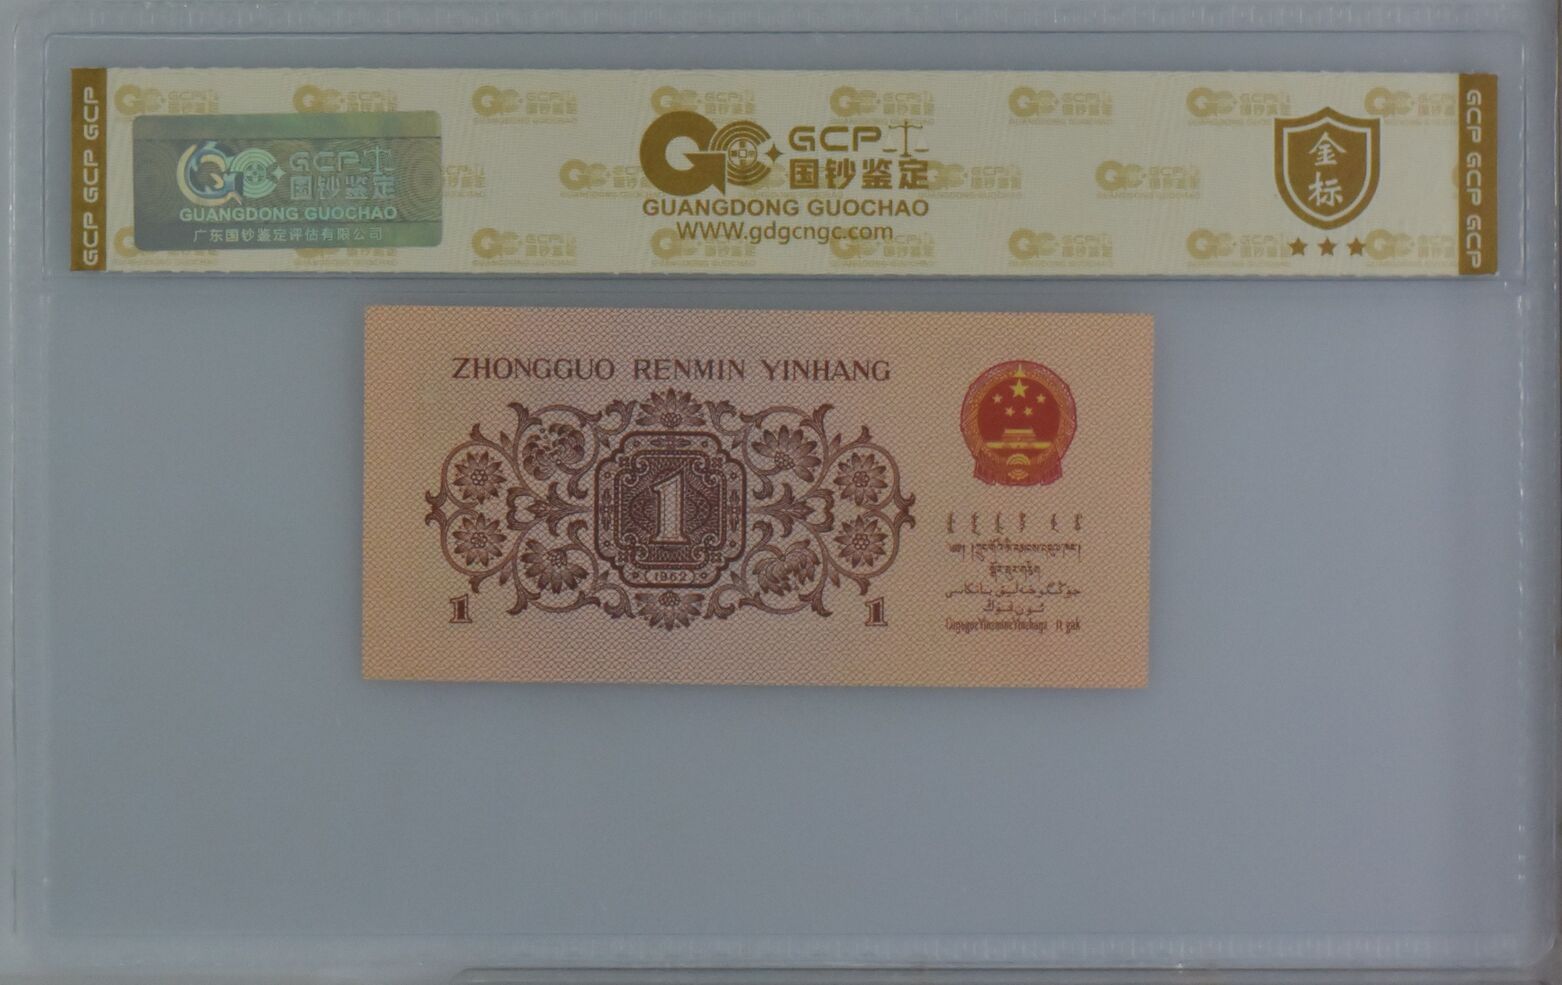 GCP GCP GCP
GCP
国钞鉴定
GUANGDONG GUOCHAO
广东国钞鉴定评估有限公司
GCP
国钞鉴定
GUANGDONG GUOCHAO
WWW.gdgcngc.com
金
标
GCP GCP GCP
ZHONGGUO RENMIN YINHANG
1
(1962)
1
1